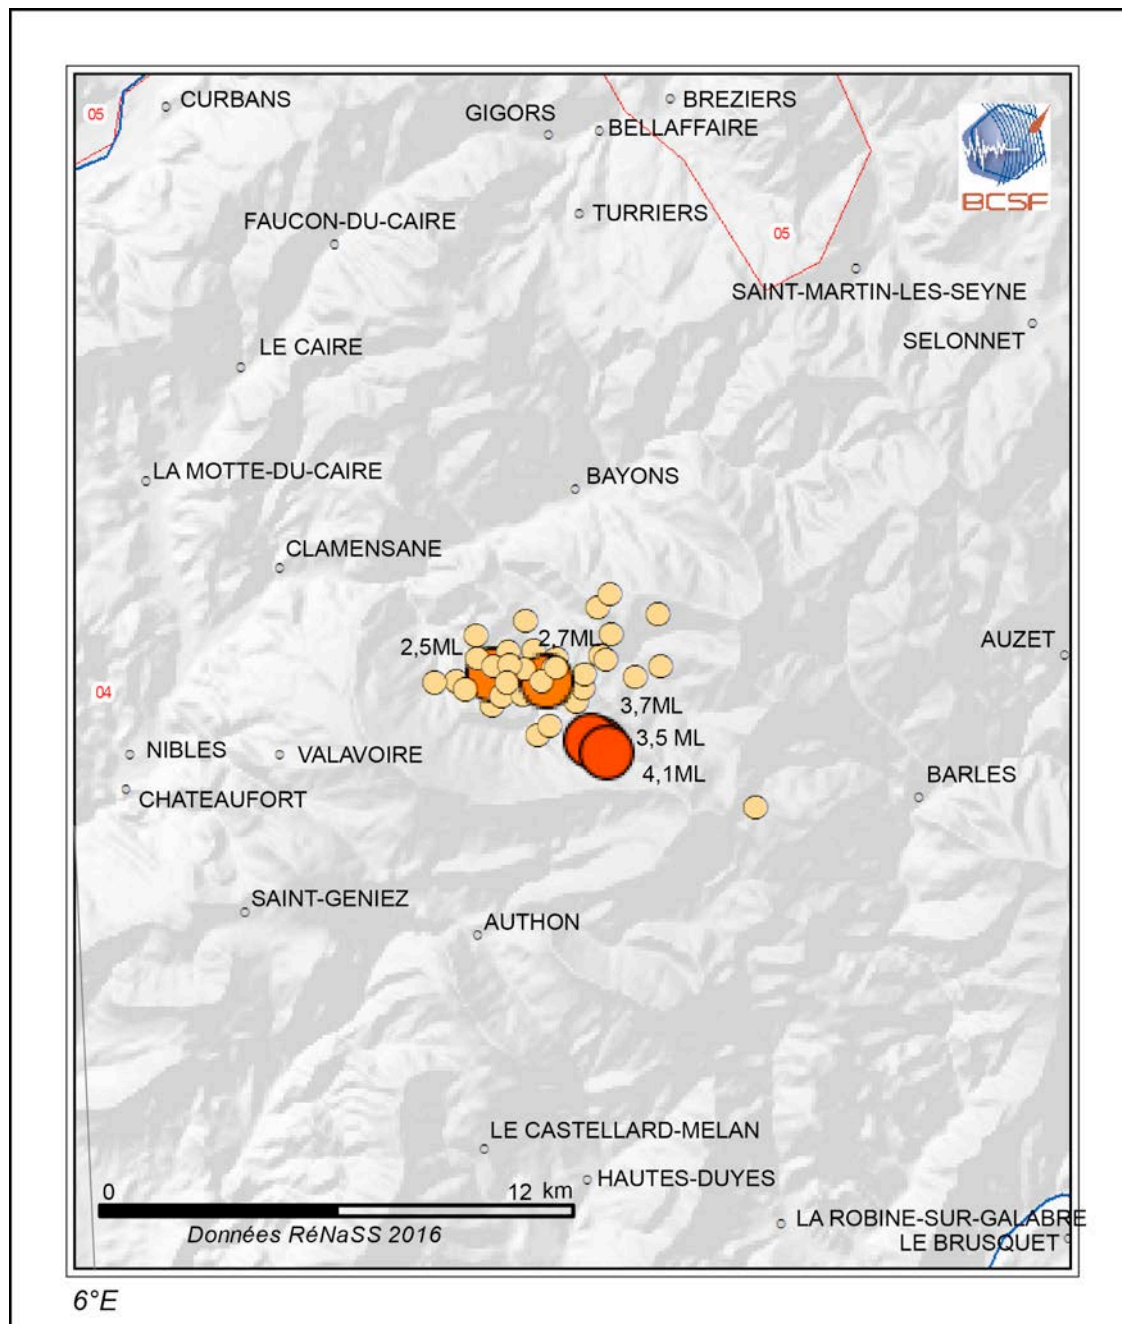 05
CURBANS
GIGORS
BREZIERS
BELLAFFAIRE
BCSF
TURRIERS
FAUCON-DU-CAIRE
05
SAINT-MARTIN-LES-SEYNE
SELONNET
LE CAIRE
LA MOTTE-DU-CAIRE
BAYONS
CLAMENSANE
2,5ML
2,7ML
AUZET
04
3,7ML
3,5 ML
4,1ML
NIBLES
VALAVOIRE
BARLES
CHATEAUFORT
SAINT-GENIEZ
AUTHON
LE CASTELLARD-MELAN
HAUTES-DUYES
0
12 km
Données RéNaSS 2016
LA ROBINE-SUR-GALABRE
LE BRUSQUET
6°E